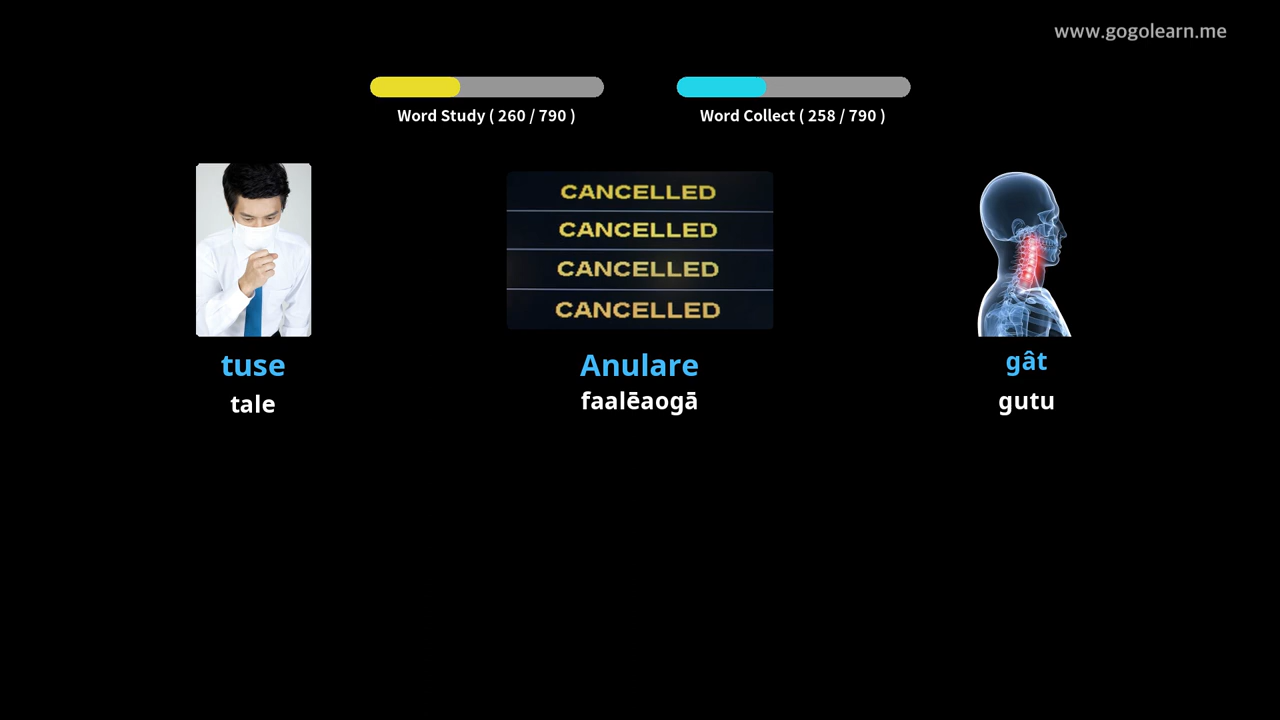 www.gogolearn.me
Word Study ( 260 / 790 )
Word Collect ( 258 / 790 )
CANCELLED
CANCELLED
CANCELLED
CANCELLED
tuse
Anulare
gât
tale
faalēaogā
gutu